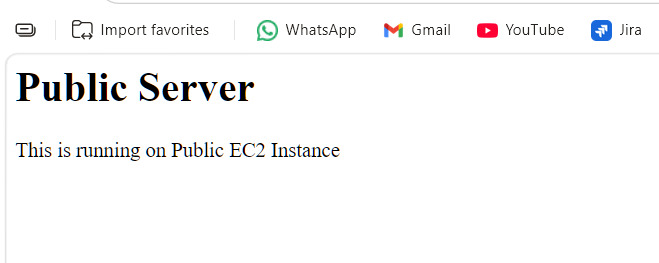 Import favorites WhatsApp Gmail YouTube Jira
Public Server
This is running on Public EC2 Instance